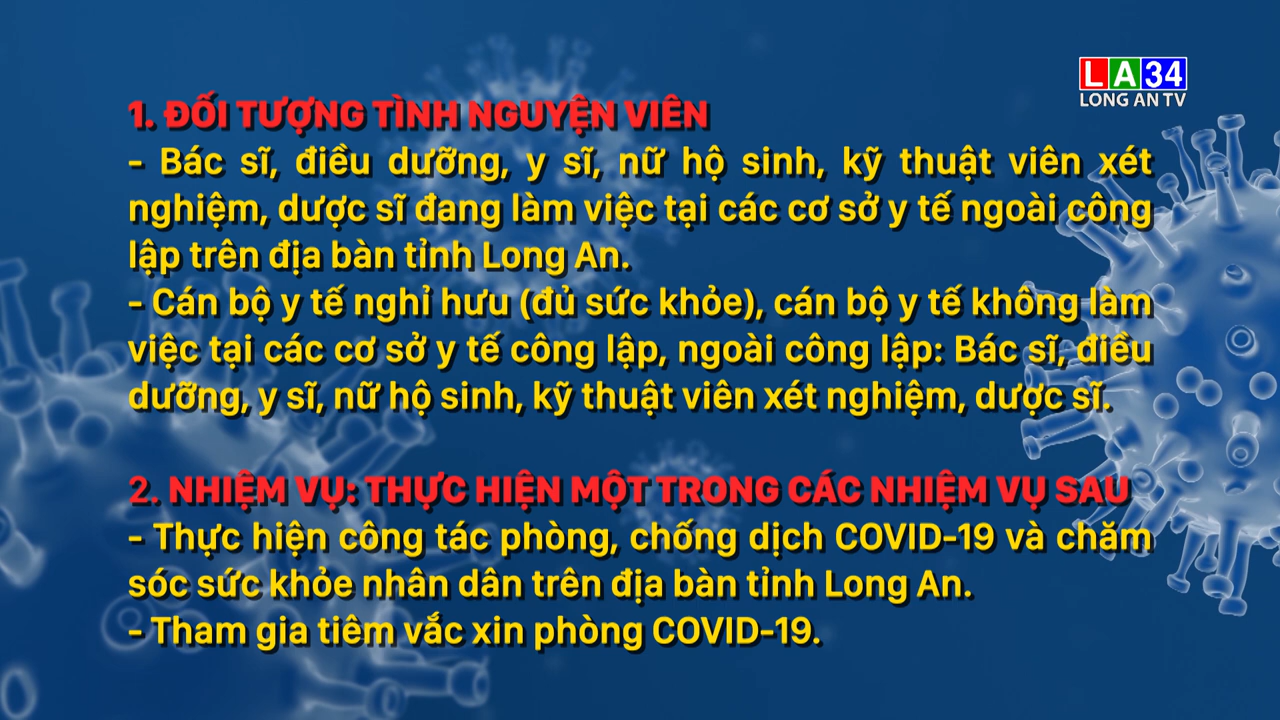 LA34
LONG AN TV
1. ĐỐI TƯỢNG TÌNH NGUYỆN VIÊN
- Bác sĩ, điều dưỡng, y sĩ, nữ hộ sinh, kỹ thuật viên xét
nghiệm, dược sĩ đang làm việc tại các cơ sở y tế ngoài công
lập trên địa bàn tỉnh Long An.
- Cán bộ y tế nghỉ hưu (đủ sức khỏe), cán bộ y tế không làm
việc tại các cơ sở y tế công lập, ngoài công lập: Bác sĩ, điều
dưỡng, y sĩ, nữ hộ sinh, kỹ thuật viên xét nghiệm, dược sĩ.
2. NHIỆM VỤ: THỰC HIỆN MỘT TRONG CÁC NHIỆM VỤ SAU
- Thực hiện công tác phòng, chống dịch COVID-19 và chăm
sóc sức khỏe nhân dân trên địa bàn tỉnh Long An.
- Tham gia tiêm vắc xin phòng COVID-19.